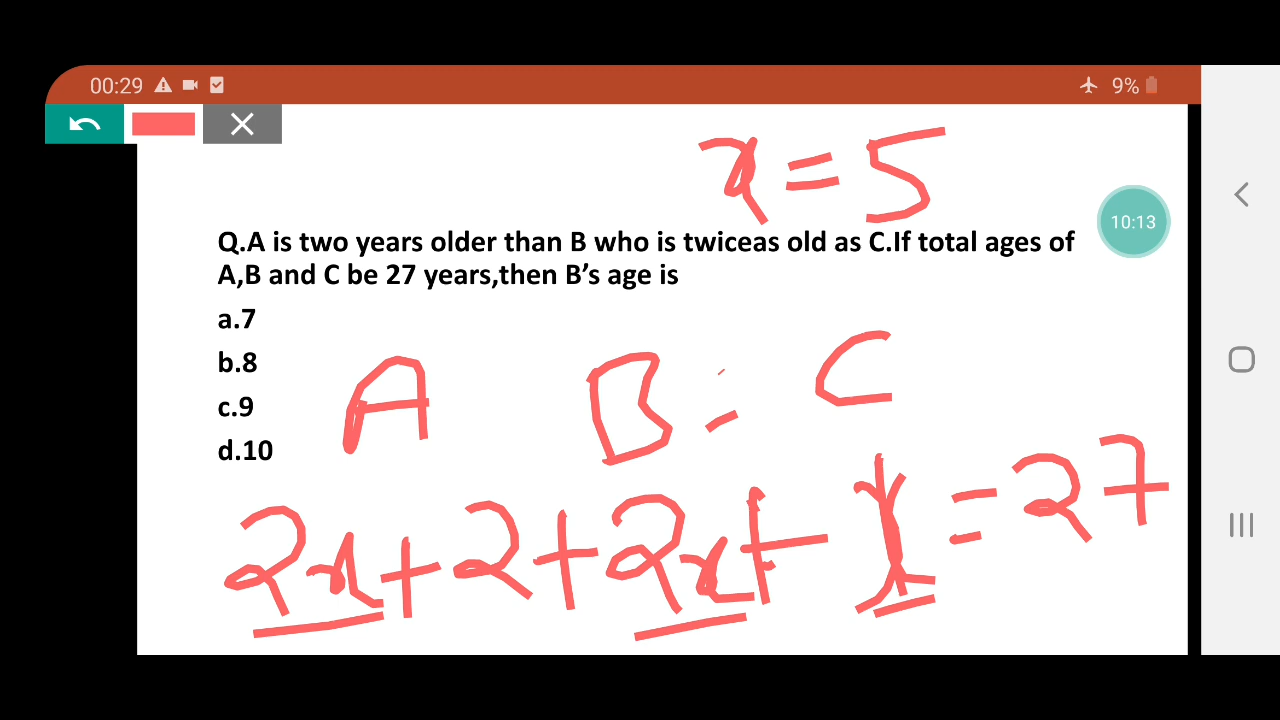 00:29
9%
x=5
10:13
Q.A is two years older than B who is twiceas old as C.If total ages of
A,B and C be 27 years,then B’s age is
a.7
b.8
c.9
d.10
A B = C
2x+2+2x+x=27